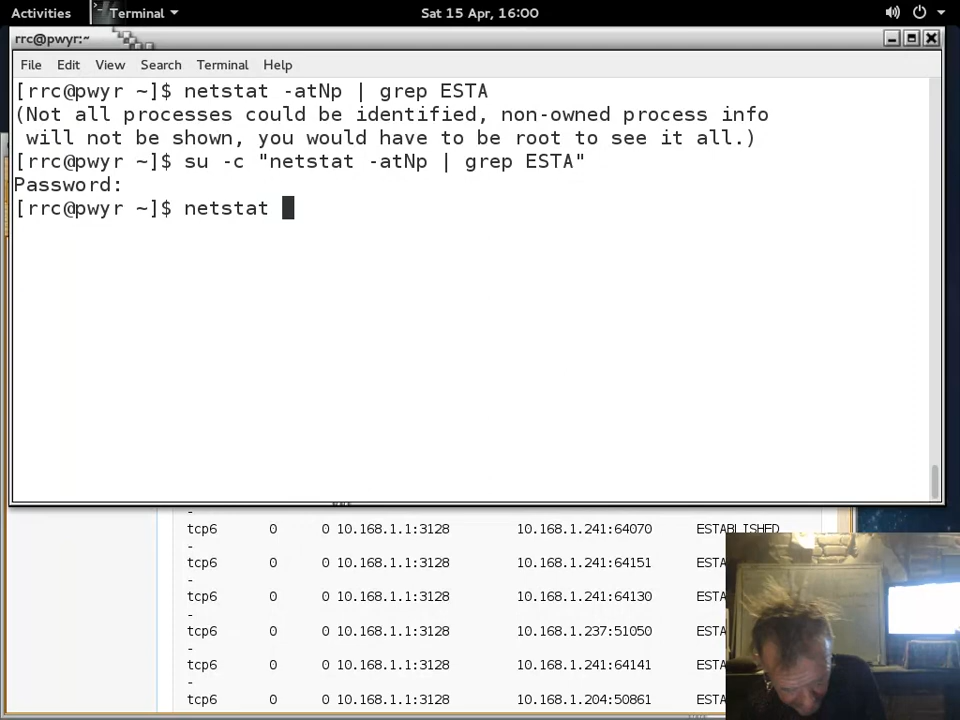 Activities Terminal Sat 15 Apr, 16:00
rrc@pwyr:~
File Edit View Search Terminal Help
[rrc@pwyr ~]$ netstat -atNp | grep ESTA
(Not all processes could be identified, non-owned process info
will not be shown, you would have to be root to see it all.)
[rrc@pwyr ~]$ su -c "netstat -atNp | grep ESTA"
Password:
[rrc@pwyr ~]$ netstat
-
tcp6 0 0 10.168.1.1:3128 10.168.1.241:64070 ESTABLISHED
-
tcp6 0 0 10.168.1.1:3128 10.168.1.241:64151 ESTA
-
tcp6 0 0 10.168.1.1:3128 10.168.1.241:64130 ESTA
-
tcp6 0 0 10.168.1.1:3128 10.168.1.237:51050 ESTA
-
tcp6 0 0 10.168.1.1:3128 10.168.1.241:64141 ESTA
-
tcp6 0 0 10.168.1.1:3128 10.168.1.204:50861 ESTA